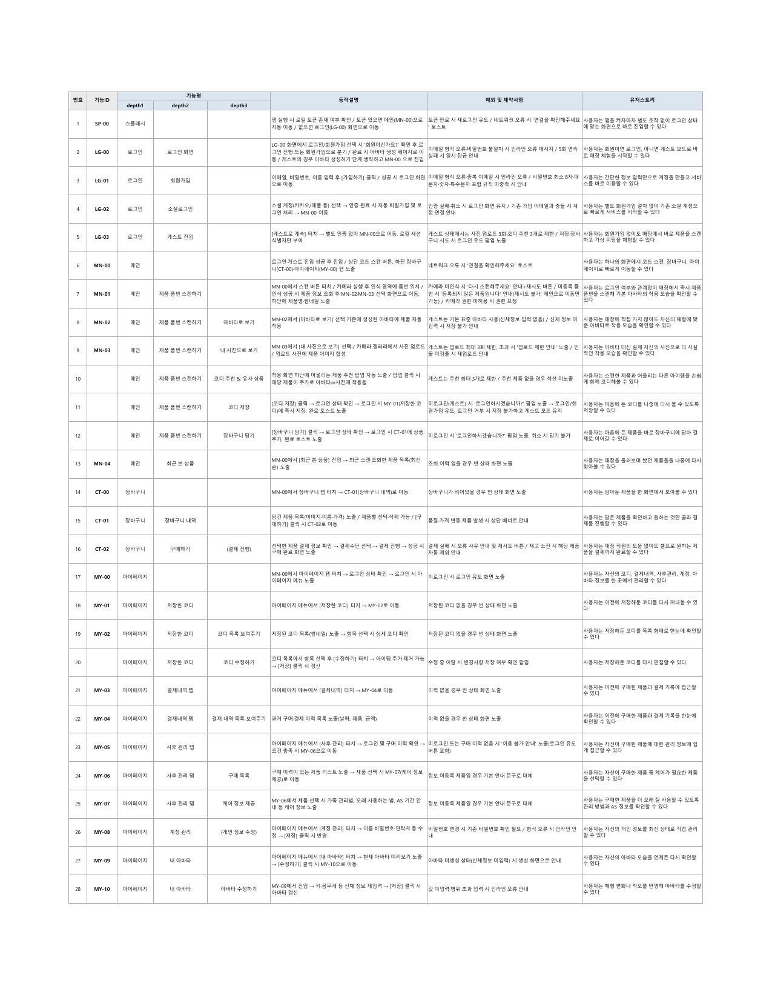 번호 기능ID 기능명 동작설명 예외 및 제약사항 유저스토리
depth1 depth2 depth3
1 SP-00 스플래시 앱 실행 시 로컬 토큰 존재 여부 확인 / 토큰 있으면 메인(MN-00)으로 토큰 만료 시 재로그인 유도 / 네트워크 오류 시 '연결을 확인해주세요 사용자는 앱을 켜자마자 별도 조작 없이 로그인 상태
자동 이동 / 없으면 로그인(LG-00) 화면으로 이동 ' 토스트 에 맞는 화면으로 바로 진입할 수 있다
LG-00 화면에서 로그인/회원가입 선택 시 '회원이신가요?' 확인 후 로
2 LG-00 로그인 로그인 화면 그인 진행 또는 회원가입으로 분기 / 완료 시 아바타 생성 페이지로 이 이메일 형식 오류·비밀번호 불일치 시 인라인 오류 메시지 / 5회 연속 사용자는 회원이면 로그인, 아니면 게스트 모드로 바
동 / 게스트의 경우 아바타 생성하기 단계 생략하고 MN-00 으로 진입 실패 시 일시 잠금 안내 로 매장 체험을 시작할 수 있다
3 LG-01 로그인 회원가입 이메일, 비밀번호, 이름 입력 후 [가입하기] 클릭 / 성공 시 로그인 화면 이메일 형식 오류·중복 이메일 시 인라인 오류 / 비밀번호 최소 8자·대 사용자는 간단한 정보 입력만으로 계정을 만들고 서비
으로 이동 문자·숫자·특수문자 포함 규칙 미충족 시 안내 스를 바로 이용할 수 있다
4 LG-02 로그인 소셜로그인 소셜 계정(카카오/애플 등) 선택 → 인증 완료 시 자동 회원가입 및 로 인증 실패·취소 시 로그인 화면 유지 / 기존 가입 이메일과 충돌 시 계 사용자는 별도 회원가입 절차 없이 기존 소셜 계정으
그인 처리 → MN-00 이동 정 연결 안내 로 빠르게 서비스를 시작할 수 있다
5 LG-03 로그인 게스트 진입 [게스트로 계속] 터치 → 별도 인증 없이 MN-00으로 이동, 로컬 세션 게스트 상태에서는 사진 업로드 3회·코디 추천 3개로 제한 / 저장·장바 사용자는 회원가입 없이도 매장에서 바로 제품을 스캔
식별자만 부여 구니 시도 시 로그인 유도 팝업 노출 하고 가상 피팅을 체험할 수 있다
6 MN-00 메인 로그인·게스트 진입 성공 후 진입 / 상단 코드 스캔 버튼, 하단 장바구 네트워크 오류 시 '연결을 확인해주세요' 토스트 사용자는 하나의 화면에서 코드 스캔, 장바구니, 마이
니(CT-00)·마이페이지(MY-00) 탭 노출 페이지로 빠르게 이동할 수 있다
MN-00에서 스캔 버튼 터치 / 카메라 실행 후 인식 영역에 품번 위치 / 카메라 미인식 시 '다시 스캔해주세요' 안내+재시도 버튼 / 미등록 품 사용자는 로그인 여부와 관계없이 매장에서 즉시 제품
7 MN-01 메인 제품 품번 스캔하기 인식 성공 시 제품 정보 조회 후 MN-02·MN-03 선택 화면으로 이동, 번 시 '등록되지 않은 제품입니다' 안내(재시도 불가, 메인으로 이동만 품번을 스캔해 기본 아바타의 착용 모습을 확인할 수
하단에 제품명·썸네일 노출 가능) / 카메라 권한 미허용 시 권한 요청 있다
8 MN-02 메인 제품 품번 스캔하기 아바타로 보기 MN-02에서 [아바타로 보기] 선택 기존에 생성한 아바타에 제품 자동 게스트는 기본 표준 아바타 사용(신체정보 입력 없음) / 신체 정보 미 사용자는 매장에 직접 가지 않아도 자신의 체형에 맞
착용 입력 시 저장 불가 안내 춘 아바타로 착용 모습을 확인할 수 있다
9 MN-03 메인 제품 품번 스캔하기 내 사진으로 보기 MN-03에서 [내 사진으로 보기] 선택 / 카메라·갤러리에서 사진 업로드 게스트는 업로드 최대 3회 제한, 초과 시 '업로드 제한 안내' 노출 / 인 사용자는 아바타 대신 실제 자신의 사진으로 더 사실
/ 업로드 사진에 제품 이미지 합성 물 미검출 시 재업로드 안내 적인 착용 모습을 확인할 수 있다
10 메인 제품 품번 스캔하기 코디 추천 & 유사 상품 착용 화면 하단에 어울리는 제품 추천 팝업 자동 노출 / 팝업 클릭 시 게스트는 추천 최대 3개로 제한 / 추천 제품 없을 경우 섹션 미노출 사용자는 스캔한 제품과 어울리는 다른 아이템을 손쉽
해당 제품이 추가로 아바타or사진에 착용됨 게 함께 코디해볼 수 있다
11 메인 제품 품번 스캔하기 코디 저장 [코디 저장] 클릭 → 로그인 상태 확인 → 로그인 시 MY-01(저장한 코 미로그인(게스트) 시 '로그인하시겠습니까?' 팝업 노출 → 로그인/회 사용자는 마음에 든 코디를 나중에 다시 볼 수 있도록
디)에 즉시 저장, 완료 토스트 노출 원가입 유도, 로그인 거부 시 저장 불가하고 게스트 모드 유지 저장할 수 있다
12 메인 제품 품번 스캔하기 장바구니 담기 [장바구니 담기] 클릭 → 로그인 상태 확인 → 로그인 시 CT-01에 상품 미로그인 시 '로그인하시겠습니까?' 팝업 노출, 취소 시 담기 불가 사용자는 마음에 든 제품을 바로 장바구니에 담아 결
추가, 완료 토스트 노출 제로 이어갈 수 있다
13 MN-04 메인 최근 본 상품 MN-00에서 [최근 본 상품] 진입 → 최근 스캔·조회한 제품 목록(최신 조회 이력 없을 경우 빈 상태 화면 노출 사용자는 매장을 둘러보며 봤던 제품들을 나중에 다시
순) 노출 찾아볼 수 있다
14 CT-00 장바구니 MN-00에서 장바구니 탭 터치 → CT-01(장바구니 내역)로 이동 장바구니가 비어있을 경우 빈 상태 화면 노출 사용자는 담아둔 제품을 한 화면에서 모아볼 수 있다
15 CT-01 장바구니 장바구니 내역 담긴 제품 목록(이미지·이름·가격) 노출 / 제품별 선택·삭제 가능 / [구 품절·가격 변동 제품 발생 시 상단 배너로 안내 사용자는 담은 제품을 확인하고 원하는 것만 골라 결
매하기] 클릭 시 CT-02로 이동 제를 진행할 수 있다
16 CT-02 장바구니 구매하기 (결제 진행) 선택한 제품 결제 정보 확인 → 결제수단 선택 → 결제 진행 → 성공 시 결제 실패 시 오류 사유 안내 및 재시도 버튼 / 재고 소진 시 해당 제품 사용자는 매장 직원의 도움 없이도 셀프로 원하는 제
구매 완료 화면 노출 자동 제외 안내 품을 결제까지 완료할 수 있다
17 MY-00 마이페이지 MN-00에서 마이페이지 탭 터치 → 로그인 상태 확인 → 로그인 시 마 미로그인 시 로그인 유도 화면 노출 사용자는 자신의 코디, 결제내역, 사후관리, 계정, 아
이페이지 메뉴 노출 바타 정보를 한 곳에서 관리할 수 있다
18 MY-01 마이페이지 저장한 코디 마이페이지 메뉴에서 [저장한 코디] 터치 → MY-02로 이동 저장된 코디 없을 경우 빈 상태 화면 노출 사용자는 이전에 저장해둔 코디를 다시 꺼내볼 수 있
다
19 MY-02 마이페이지 저장한 코디 코디 목록 보여주기 저장된 코디 목록(썸네일) 노출 → 항목 선택 시 상세 코디 확인 저장된 코디 없을 경우 빈 상태 화면 노출 사용자는 저장해둔 코디를 목록 형태로 한눈에 확인할
수 있다
20 마이페이지 저장한 코디 코디 수정하기 코디 목록에서 항목 선택 후 [수정하기] 터치 → 아이템 추가·제거 가능 수정 중 이탈 시 변경사항 저장 여부 확인 팝업 사용자는 저장해둔 코디를 다시 편집할 수 있다
→ [저장] 클릭 시 갱신
21 MY-03 마이페이지 결제내역 탭 마이페이지 메뉴에서 [결제내역] 터치 → MY-04로 이동 이력 없을 경우 빈 상태 화면 노출 사용자는 이전에 구매한 제품과 결제 기록에 접근할
수 있다
22 MY-04 마이페이지 결제내역 탭 결제 내역 목록 보여주기 과거 구매·결제 이력 목록 노출(날짜, 제품, 금액) 이력 없을 경우 빈 상태 화면 노출 사용자는 이전에 구매한 제품과 결제 기록을 한눈에
확인할 수 있다
23 MY-05 마이페이지 사후 관리 탭 마이페이지 메뉴에서 [사후 관리] 터치 → 로그인 및 구매 이력 확인 → 미로그인 또는 구매 이력 없음 시 '이용 불가 안내' 노출(로그인 유도 사용자는 자신이 구매한 제품에 대한 관리 정보에 쉽
조건 충족 시 MY-06으로 이동 버튼 포함) 게 접근할 수 있다
24 MY-06 마이페이지 사후 관리 탭 구매 목록 구매 이력이 있는 제품 리스트 노출 → 제품 선택 시 MY-07(케어 정보 정보 미등록 제품일 경우 기본 안내 문구로 대체 사용자는 자신이 구매한 제품 중 케어가 필요한 제품
제공)로 이동 을 선택할 수 있다
25 MY-07 마이페이지 사후 관리 탭 케어 정보 제공 MY-06에서 제품 선택 시 가죽 관리법, 오래 사용하는 법, AS 기간 안 정보 미등록 제품일 경우 기본 안내 문구로 대체 사용자는 구매한 제품을 더 오래 잘 사용할 수 있도록
내 등 케어 정보 노출 관리 방법과 AS 정보를 확인할 수 있다
26 MY-08 마이페이지 계정 관리 (개인 정보 수정) 마이페이지 메뉴에서 [계정 관리] 터치 → 이름·비밀번호·연락처 등 수 비밀번호 변경 시 기존 비밀번호 확인 필요 / 형식 오류 시 인라인 안 사용자는 자신의 개인 정보를 최신 상태로 직접 관리
정 → [저장] 클릭 시 반영 내 할 수 있다
27 MY-09 마이페이지 내 아바타 마이페이지 메뉴에서 [내 아바타] 터치 → 현재 아바타 미리보기 노출 아바타 미생성 상태(신체정보 미입력) 시 생성 화면으로 안내 사용자는 자신의 아바타 모습을 언제든 다시 확인할
→ [수정하기] 클릭 시 MY-10으로 이동 수 있다
28 MY-10 마이페이지 내 아바타 아바타 수정하기 MY-09에서 진입 → 키·몸무게 등 신체 정보 재입력 → [저장] 클릭 시 값 미입력·범위 초과 입력 시 인라인 오류 안내 사용자는 체형 변화나 착오를 반영해 아바타를 수정할
아바타 갱신 수 있다